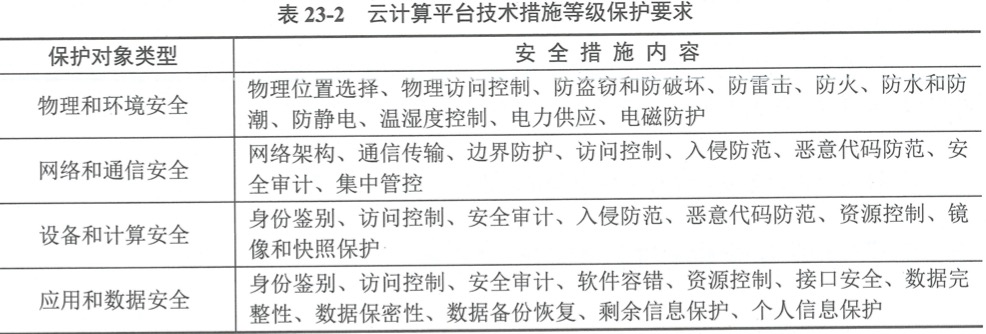 表 23-2 云计算平台技术措施等级保护要求
保护对象类型 安全措施内容
物理和环境安全 物理位置选择、物理访问控制、防盗窃和防破坏、防雷击、防火、防水和防
潮、防静电、温湿度控制、电力供应、电磁防护
网络和通信安全 网络架构、通信传输、边界防护、访问控制、入侵防范、恶意代码防范、安
全审计、集中管控
设备和计算安全 身份鉴别、访问控制、安全审计、入侵防范、恶意代码防范、资源控制、镜
像和快照保护
应用和数据安全 身份鉴别、访问控制、安全审计、软件容错、资源控制、接口安全、数据完
整性、数据保密性、数据备份恢复、剩余信息保护、个人信息保护